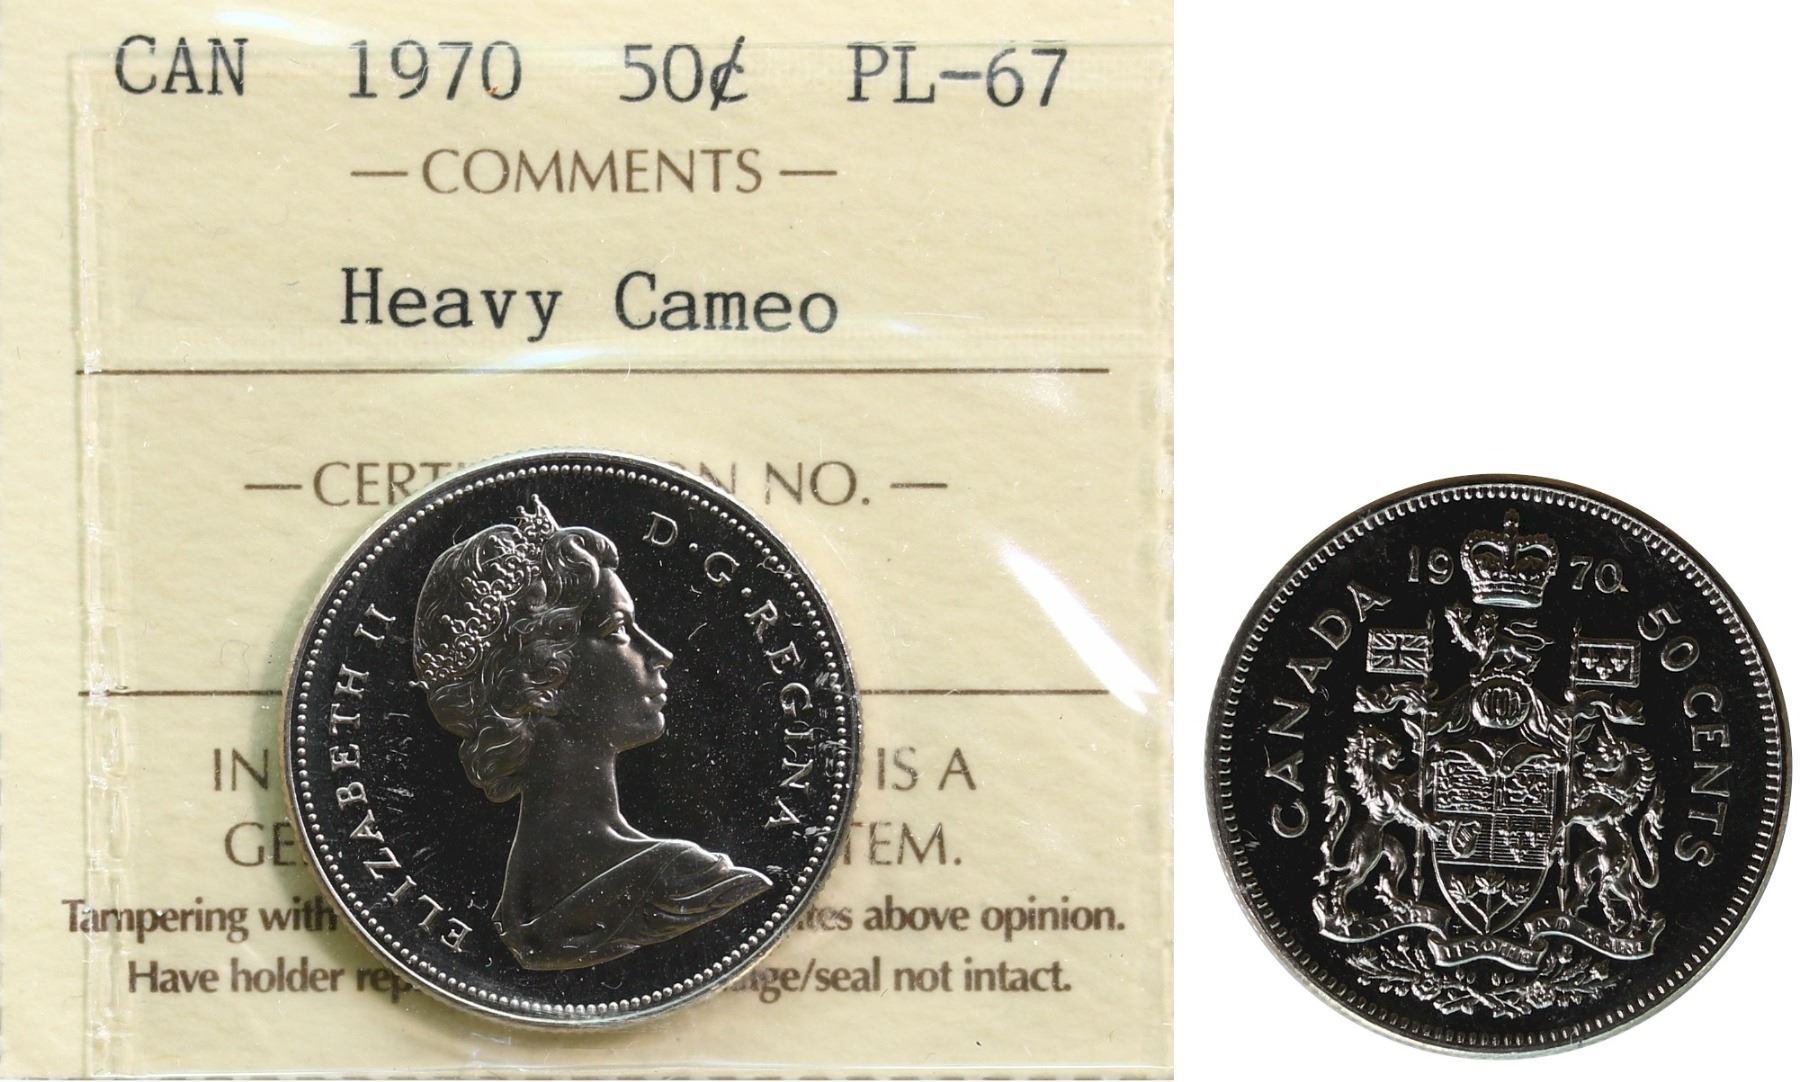 CAN 1970 50¢ PL-67
— COMMENTS —
Heavy Cameo
— CERT N NO. —
IN IS A
GE TEM.
Tampering with tes above opinion.
Have holder rep ge/seal not intact.
ELIZABETH II D·G·REGINA
19 70
CANADA 50 CENTS